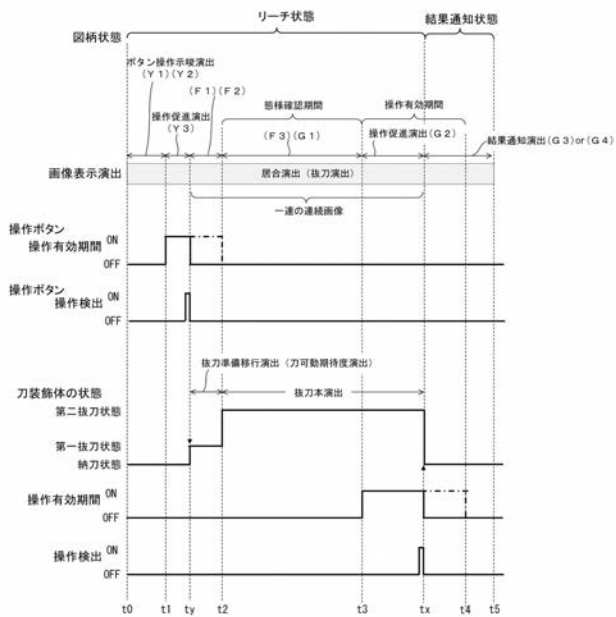 リーチ状態
結果通知状態
図柄状態
ボタン操作示唆演出
(Y1)(Y2)
(F1)(F2)
操作促進演出
(Y3)
態様確認期間
操作有効期間
(F3)(G1)
操作促進演出(G2)
結果通知演出(G3)or(G4)
画像表示演出
居合演出(抜刀演出)
一連の連続画像
操作ボタン
操作有効期間
ON
OFF
操作ボタン
操作検出
ON
OFF
抜刀準備移行演出(刀可動期待度演出)
刀装飾体の状態
抜刀本演出
第二抜刀状態
第一抜刀状態
納刀状態
操作有効期間
ON
OFF
操作検出
ON
OFF
t0 t1 ty t2 t3 tx t4 t5